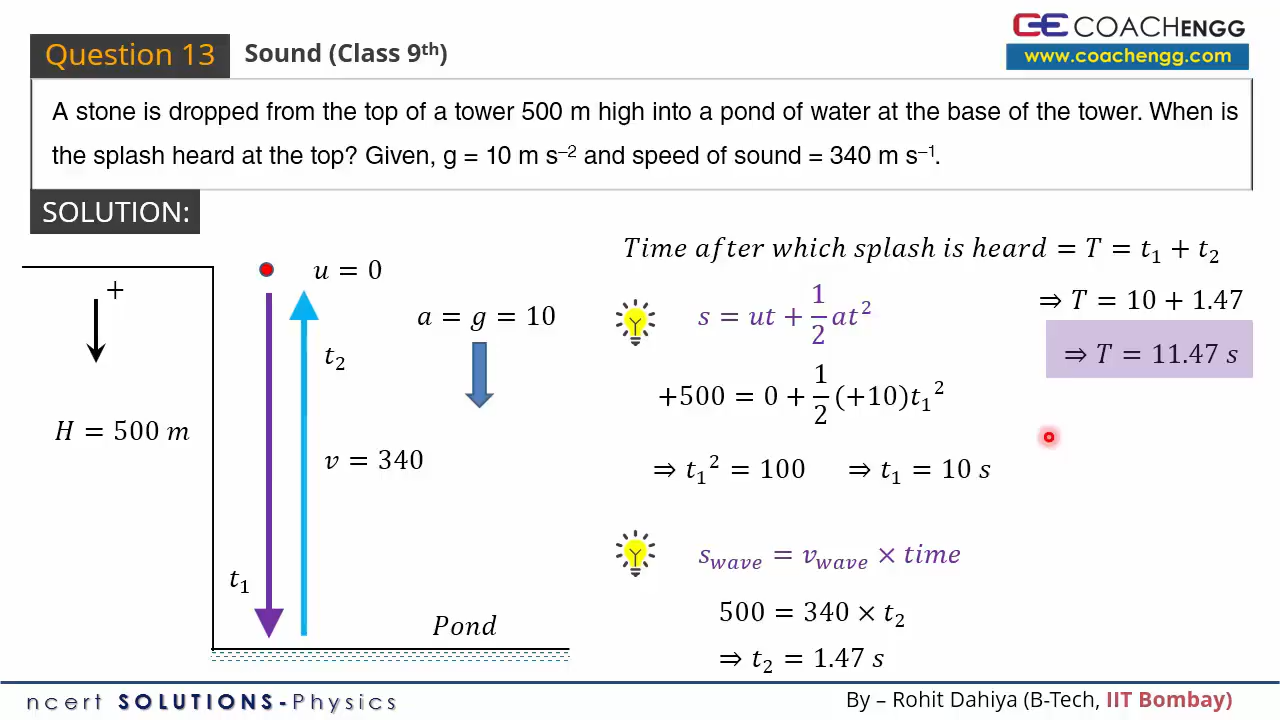 COACHENGG
www.coachengg.com
Question 13
Sound (Class 9th)
A stone is dropped from the top of a tower 500 m high into a pond of water at the base of the tower. When is
the splash heard at the top? Given, g = 10 m s–2 and speed of sound = 340 m s–1.
SOLUTION:
+
H = 500 m
u = 0
a = g = 10
t₂
v = 340
t₁
Pond
Time after which splash is heard = T = t₁ + t₂
⇒ T = 10 + 1.47
⇒ T = 11.47 s
s = ut + 1/2 at²
+500 = 0 + 1/2 (+10)t₁²
⇒ t₁² = 100 ⇒ t₁ = 10 s
s_wave = v_wave × time
500 = 340 × t₂
⇒ t₂ = 1.47 s
ncert SOLUTIONS-Physics
By – Rohit Dahiya (B-Tech, IIT Bombay)